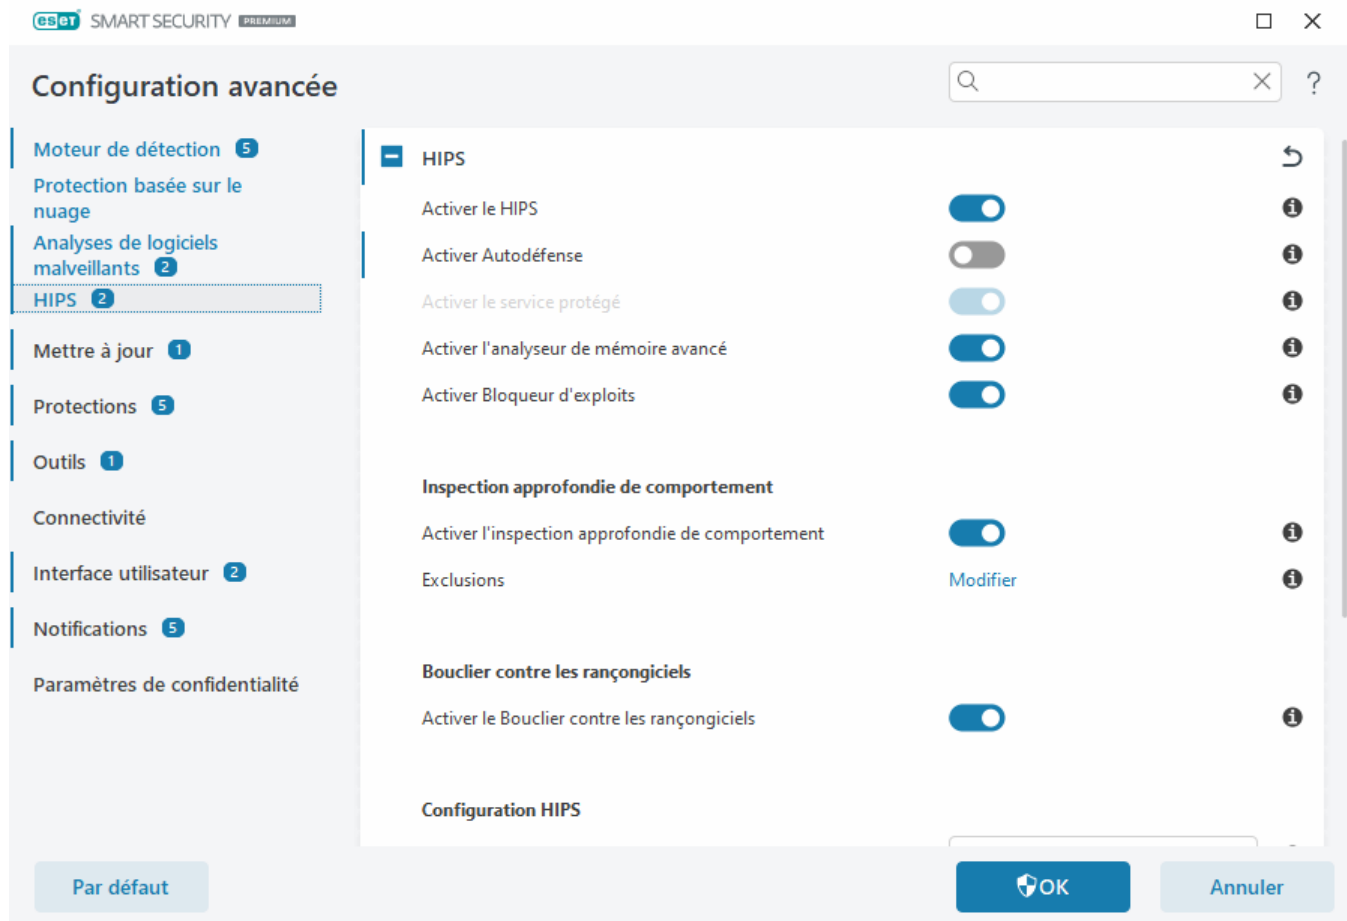 eset SMART SECURITY PREMIUM
Configuration avancée
?
Moteur de détection 5
Protection basée sur le
nuage
Analyses de logiciels
malveillants 2
HIPS 2
Mettre à jour 1
Protections 5
Outils 1
Connectivité
Interface utilisateur 2
Notifications 5
Paramètres de confidentialité
HIPS
Activer le HIPS
Activer Autodéfense
Activer le service protégé
Activer l'analyseur de mémoire avancé
Activer Bloqueur d'exploits
Inspection approfondie de comportement
Activer l'inspection approfondie de comportement
Exclusions Modifier
Bouclier contre les rançongiciels
Activer le Bouclier contre les rançongiciels
Configuration HIPS
Par défaut
OK
Annuler